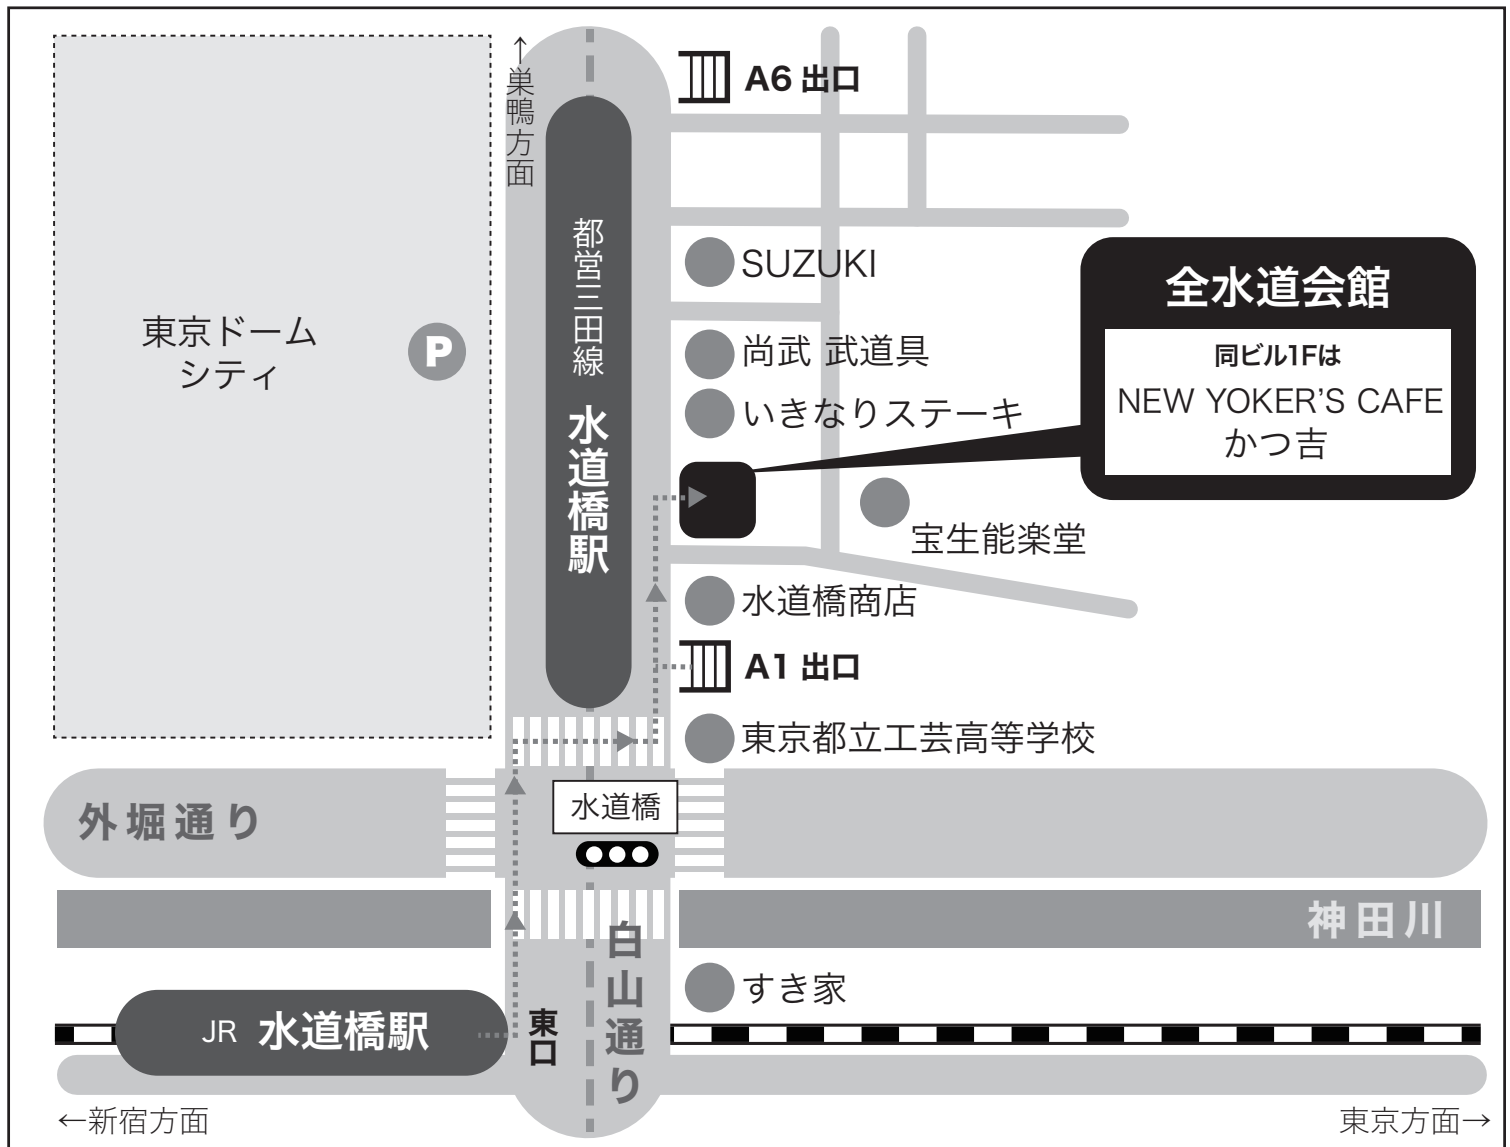 ↑巣鴨方面
A6 出口
都営三田線 水道橋駅
SUZUKI
全水道会館
同ビル1Fは
NEW YOKER'S CAFE
かつ吉
東京ドーム
シティ
P
尚武 武道具
いきなりステーキ
宝生能楽堂
水道橋商店
A1 出口
東京都立工芸高等学校
水道橋
外堀通り
神田川
白山通り
すき家
JR 水道橋駅
東口
←新宿方面
東京方面→